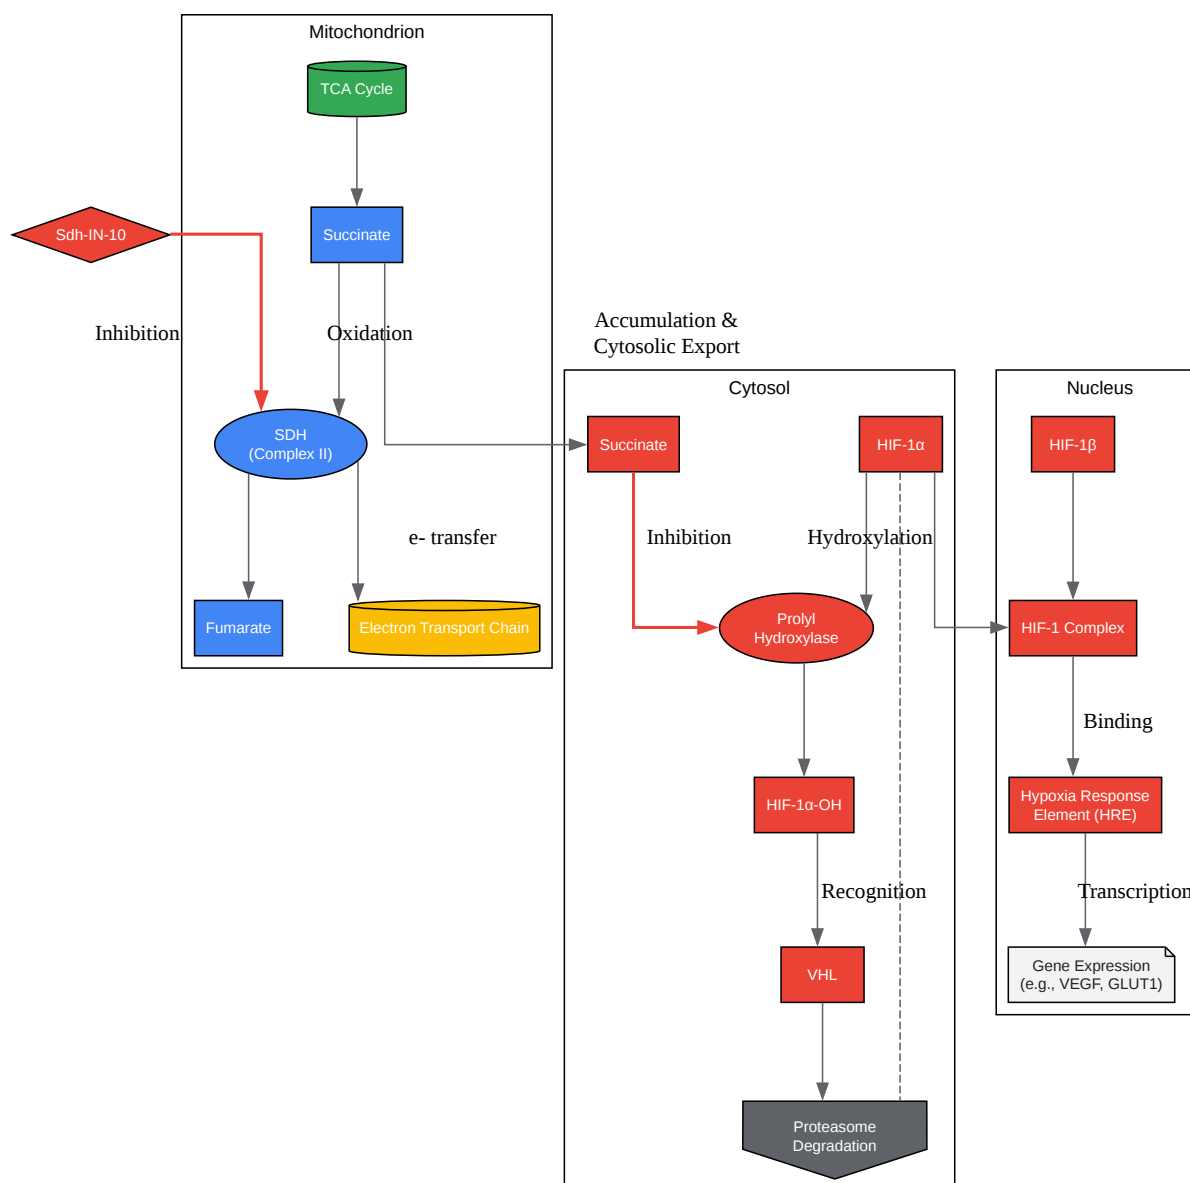 Mitochondrion
TCA Cycle
Sdh-IN-10
Succinate
Inhibition
Oxidation
SDH
(Complex II)
e- transfer
Fumarate
Electron Transport Chain
Accumulation &
Cytosolic Export
Cytosol
Succinate
HIF-1α
Inhibition
Hydroxylation
Prolyl
Hydroxylase
HIF-1α-OH
Recognition
VHL
Proteasome
Degradation
Nucleus
HIF-1β
HIF-1 Complex
Binding
Hypoxia Response
Element (HRE)
Transcription
Gene Expression
(e.g., VEGF, GLUT1)